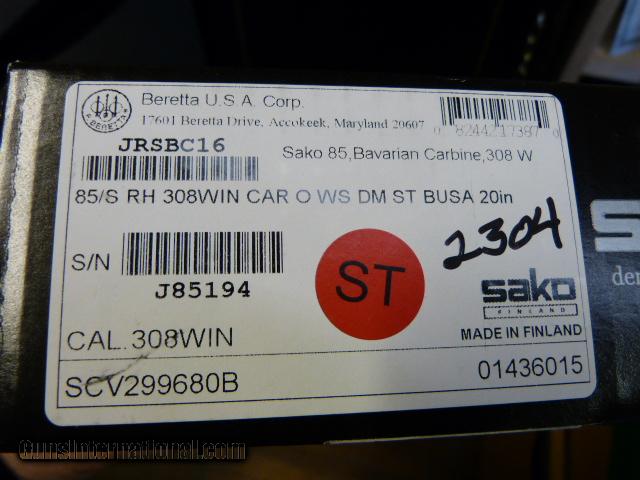 P. BERETTA
Beretta U.S.A. Corp.
17601 Beretta Drive, Accokeek, Maryland 20607
JRSBC16
Sako 85,Bavarian Carbine,308 W
85/S RH 308WIN CAR O WS DM ST BUSA 20in
S/N
J85194
ST
2304
sako
FINLAND
CAL.308WIN
MADE IN FINLAND
SCV299680B
01436015
GunsInternational.com